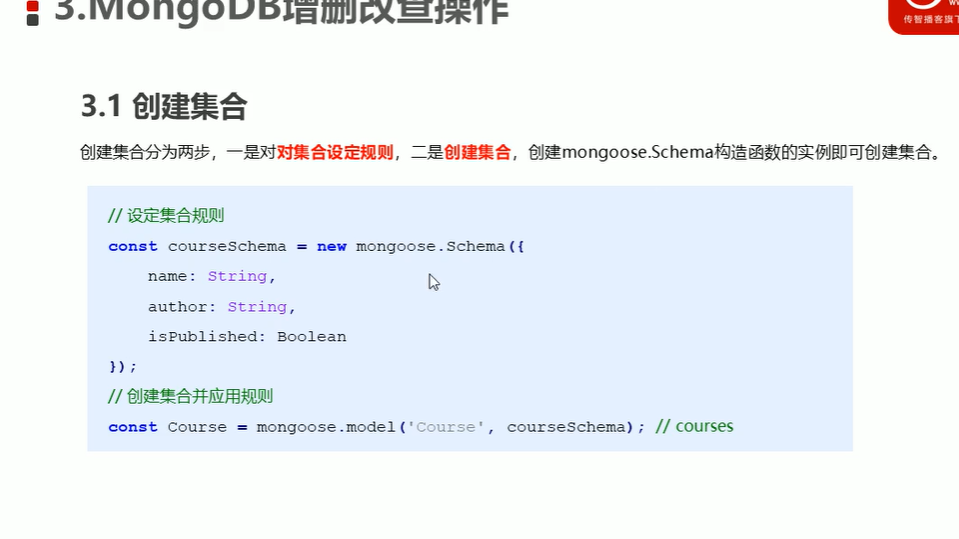 3.MongoDB增删改查操作
传智播客旗下
3.1 创建集合
创建集合分为两步，一是对对集合设定规则，二是创建集合，创建mongoose.Schema构造函数的实例即可创建集合。
// 设定集合规则
const courseSchema = new mongoose.Schema({
name: String,
author: String,
isPublished: Boolean
});
// 创建集合并应用规则
const Course = mongoose.model('Course', courseSchema); // courses